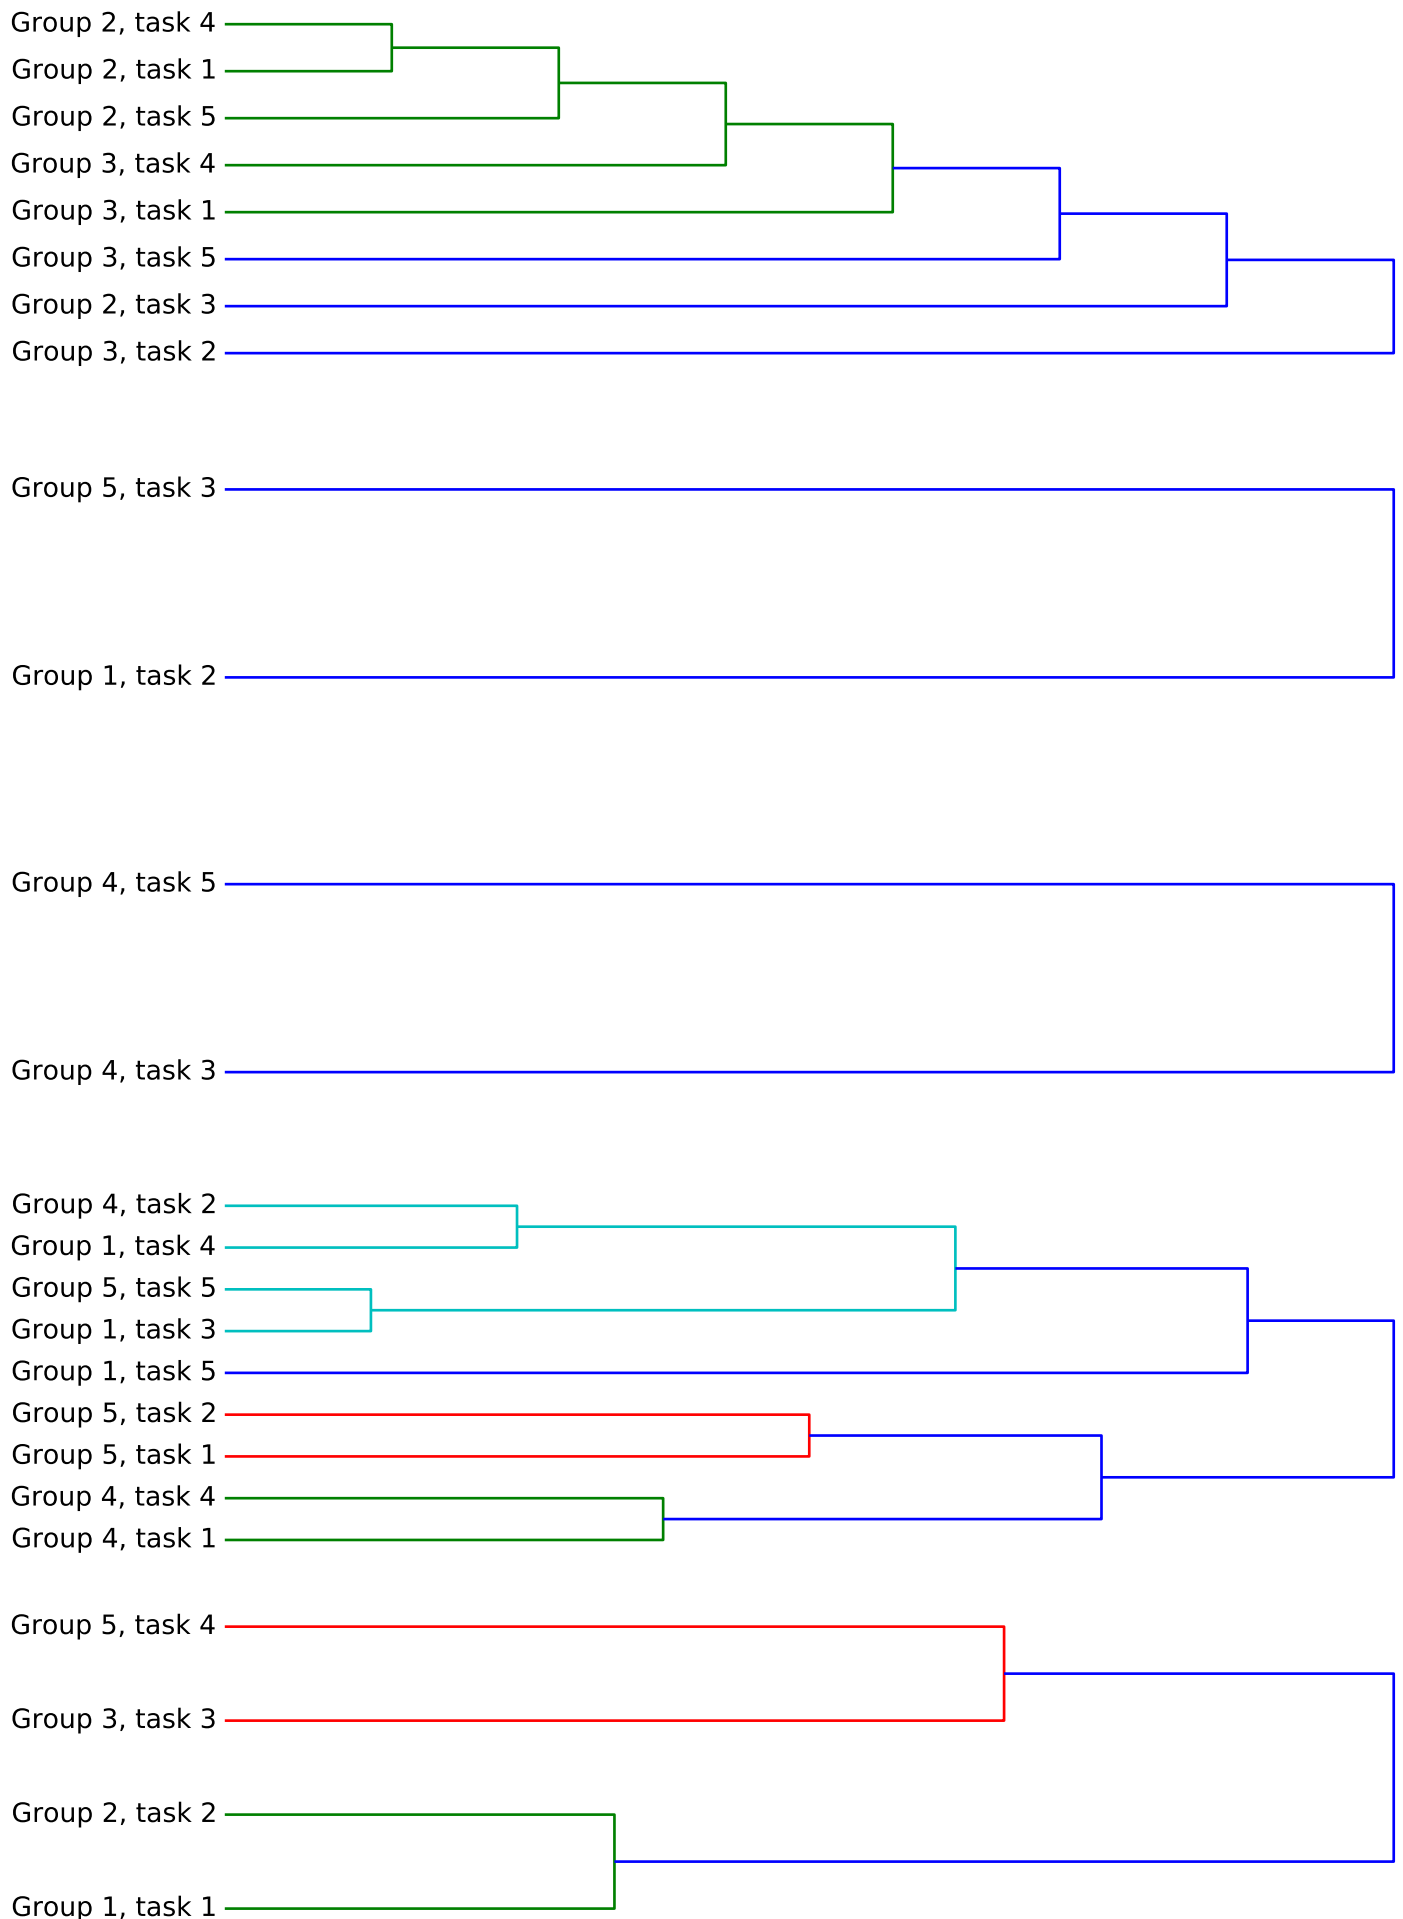 Group 2, task 4
Group 2, task 1
Group 2, task 5
Group 3, task 4
Group 3, task 1
Group 3, task 5
Group 2, task 3
Group 3, task 2
Group 5, task 3
Group 1, task 2
Group 4, task 5
Group 4, task 3
Group 4, task 2
Group 1, task 4
Group 5, task 5
Group 1, task 3
Group 1, task 5
Group 5, task 2
Group 5, task 1
Group 4, task 4
Group 4, task 1
Group 5, task 4
Group 3, task 3
Group 2, task 2
Group 1, task 1